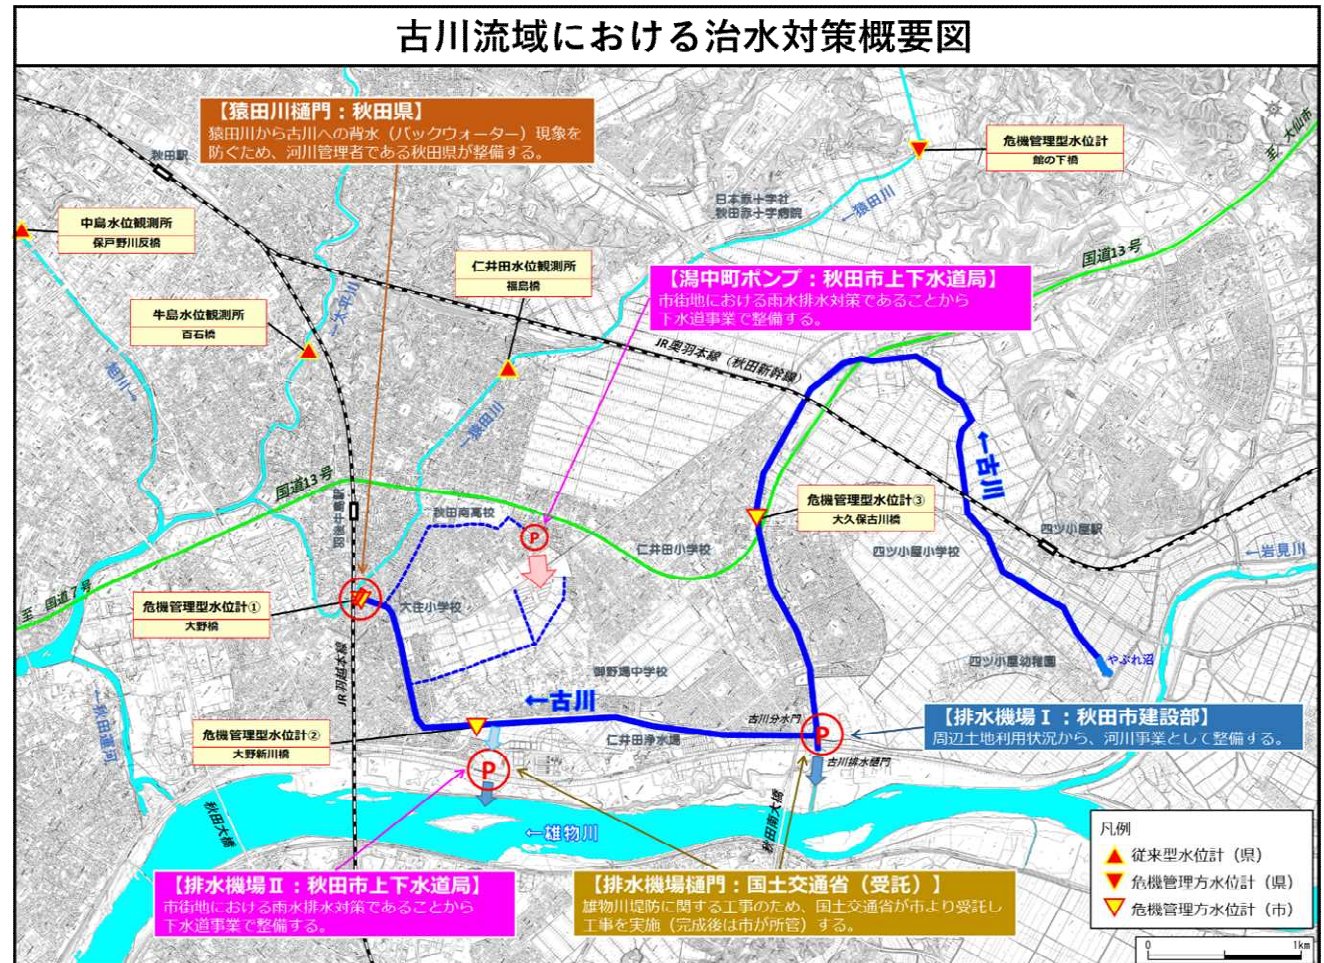 古川流域における治水対策概要図
【猿田川樋門：秋田県】
猿田川から古川への背水（バックウォーター）現象を
防ぐため、河川管理者である秋田県が整備する。
秋田駅
危機管理型水位計
館の下橋
至 大仙市
日本赤十字社
秋田赤十字病院
←猿田川
中島水位観測所
保戸野川反橋
国道13号
仁井田水位観測所
福島橋
【潟中町ポンプ：秋田市上下水道局】
市街地における雨水排水対策であることから
下水道事業で整備する。
牛島水位観測所
百石橋
←太平川
JR奥羽本線（秋田新幹線）
旭川→
←猿田川
←古川
国道13号
危機管理型水位計③
大久保古川橋
秋田南高校
P
仁井田小学校
四ツ小屋小学校
四ツ小屋駅
←岩見川
至 国道7号
危機管理型水位計①
大野橋
大住小学校
JR羽越本線
御野場中学校
四ツ小屋幼稚園
やぶれ沼
←秋田運河
←古川
古川分水門
【排水機場Ⅰ：秋田市建設部】
周辺土地利用状況から、河川事業として整備する。
危機管理型水位計②
大野新川橋
仁井田浄水場
P
古川排水樋門
P
秋田大橋
←雄物川
秋田南大橋
凡例
従来型水位計（県）
危機管理方水位計（県）
危機管理方水位計（市）
【排水機場Ⅱ：秋田市上下水道局】
市街地における雨水排水対策であることから
下水道事業で整備する。
【排水機場樋門：国土交通省（受託）】
雄物川堤防に関する工事のため、国土交通省が市より受託し
工事を実施（完成後は市が所管）する。
0 1km